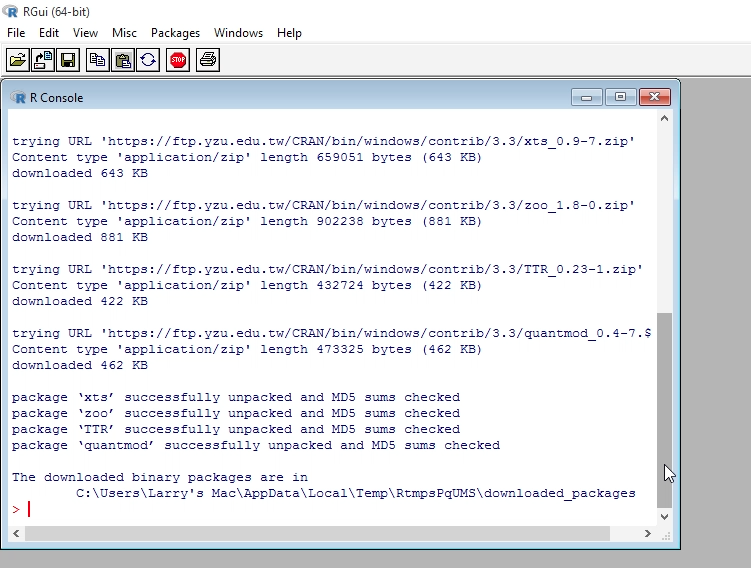 RGui (64-bit)
File Edit View Misc Packages Windows Help
STOP
R Console
trying URL 'https://ftp.yzu.edu.tw/CRAN/bin/windows/contrib/3.3/xts_0.9-7.zip'
Content type 'application/zip' length 659051 bytes (643 KB)
downloaded 643 KB
trying URL 'https://ftp.yzu.edu.tw/CRAN/bin/windows/contrib/3.3/zoo_1.8-0.zip'
Content type 'application/zip' length 902238 bytes (881 KB)
downloaded 881 KB
trying URL 'https://ftp.yzu.edu.tw/CRAN/bin/windows/contrib/3.3/TTR_0.23-1.zip'
Content type 'application/zip' length 432724 bytes (422 KB)
downloaded 422 KB
trying URL 'https://ftp.yzu.edu.tw/CRAN/bin/windows/contrib/3.3/quantmod_0.4-7.$
Content type 'application/zip' length 473325 bytes (462 KB)
downloaded 462 KB
package ‘xts’ successfully unpacked and MD5 sums checked
package ‘zoo’ successfully unpacked and MD5 sums checked
package ‘TTR’ successfully unpacked and MD5 sums checked
package ‘quantmod’ successfully unpacked and MD5 sums checked
The downloaded binary packages are in
C:\Users\Larry's Mac\AppData\Local\Temp\RtmpsPqUMS\downloaded_packages
>